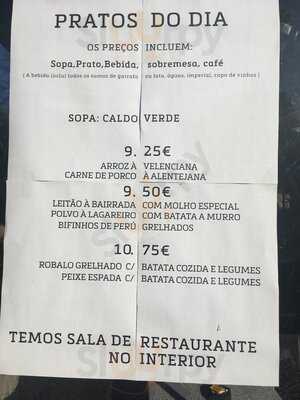 PRATOS DO DIA
OS PREÇOS INCLUEM:
Sopa,Prato,Bebida, sobremesa, café
( A bebida inclui todos os sumos de garrafa ou lata, águas, imperial, copo de vinhos )
SOPA: CALDO VERDE
9. 25€
ARROZ À VELENCIANA
CARNE DE PORCO À ALENTEJANA
9. 50€
LEITÃO À BAIRRADA COM MOLHO ESPECIAL
POLVO À LAGAREIRO COM BATATA A MURRO
BIFINHOS DE PERÚ GRELHADOS
10. 75€
ROBALO GRELHADO C/ BATATA COZIDA E LEGUMES
PEIXE ESPADA C/ BATATA COZIDA E LEGUMES
TEMOS SALA DE RESTAURANTE
NO INTERIOR